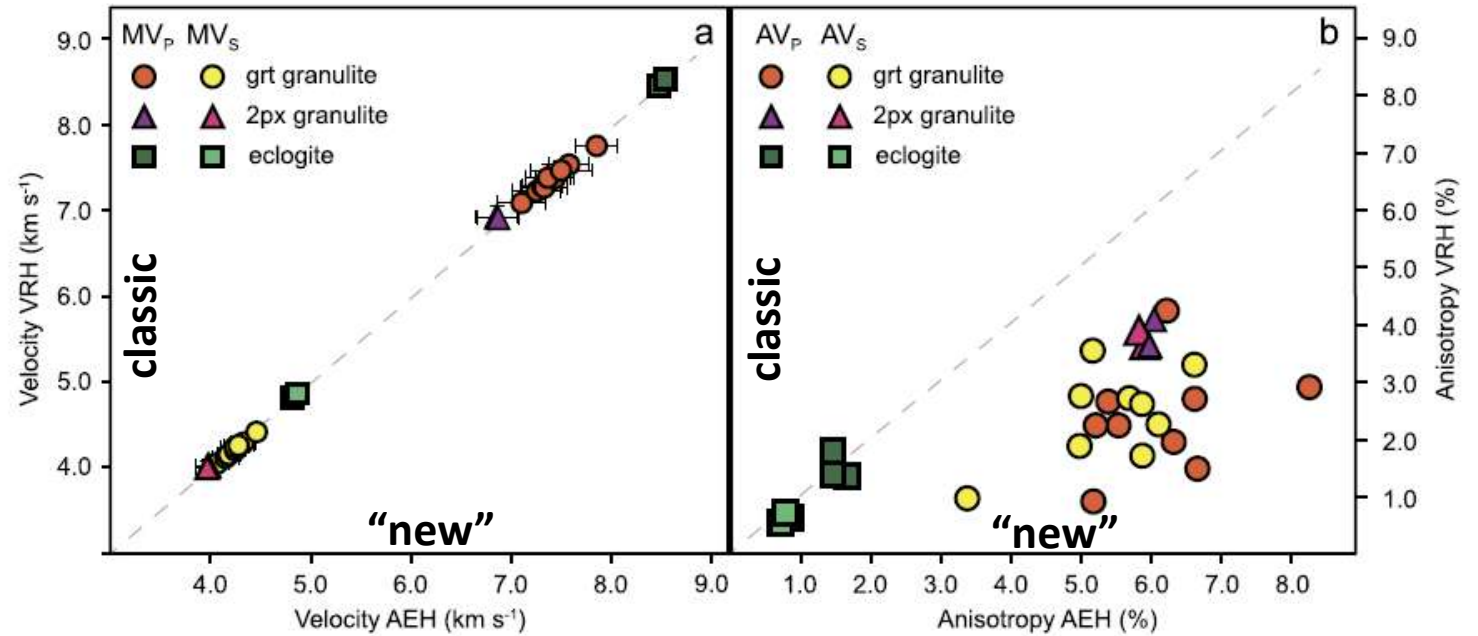 MVP MVS a
grt granulite
2px granulite
eclogite
9.0
8.0
7.0
6.0
5.0
4.0
Velocity VRH (km s⁻¹)
classic
"new"
4.0 5.0 6.0 7.0 8.0 9.0
Velocity AEH (km s⁻¹)
AVP AVS b
grt granulite
2px granulite
eclogite
classic
"new"
1.0 2.0 3.0 4.0 5.0 6.0 7.0 8.0
Anisotropy AEH (%)
9.0
8.0
7.0
6.0
5.0
4.0
3.0
2.0
1.0
Anisotropy VRH (%)